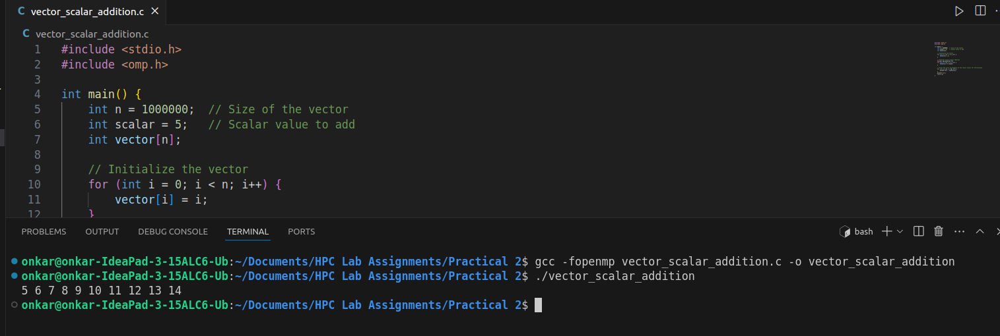 C vector_scalar_addition.c
C vector_scalar_addition.c
1 #include <stdio.h>
2 #include <omp.h>
3
4 int main() {
5     int n = 1000000;  // Size of the vector
6     int scalar = 5;   // Scalar value to add
7     int vector[n];
8
9     // Initialize the vector
10     for (int i = 0; i < n; i++) {
11         vector[i] = i;
12     }
PROBLEMS OUTPUT DEBUG CONSOLE TERMINAL PORTS bash
onkar@onkar-IdeaPad-3-15ALC6-Ub:~/Documents/HPC Lab Assignments/Practical 2$ gcc -fopenmp vector_scalar_addition.c -o vector_scalar_addition
onkar@onkar-IdeaPad-3-15ALC6-Ub:~/Documents/HPC Lab Assignments/Practical 2$ ./vector_scalar_addition
5 6 7 8 9 10 11 12 13 14
onkar@onkar-IdeaPad-3-15ALC6-Ub:~/Documents/HPC Lab Assignments/Practical 2$